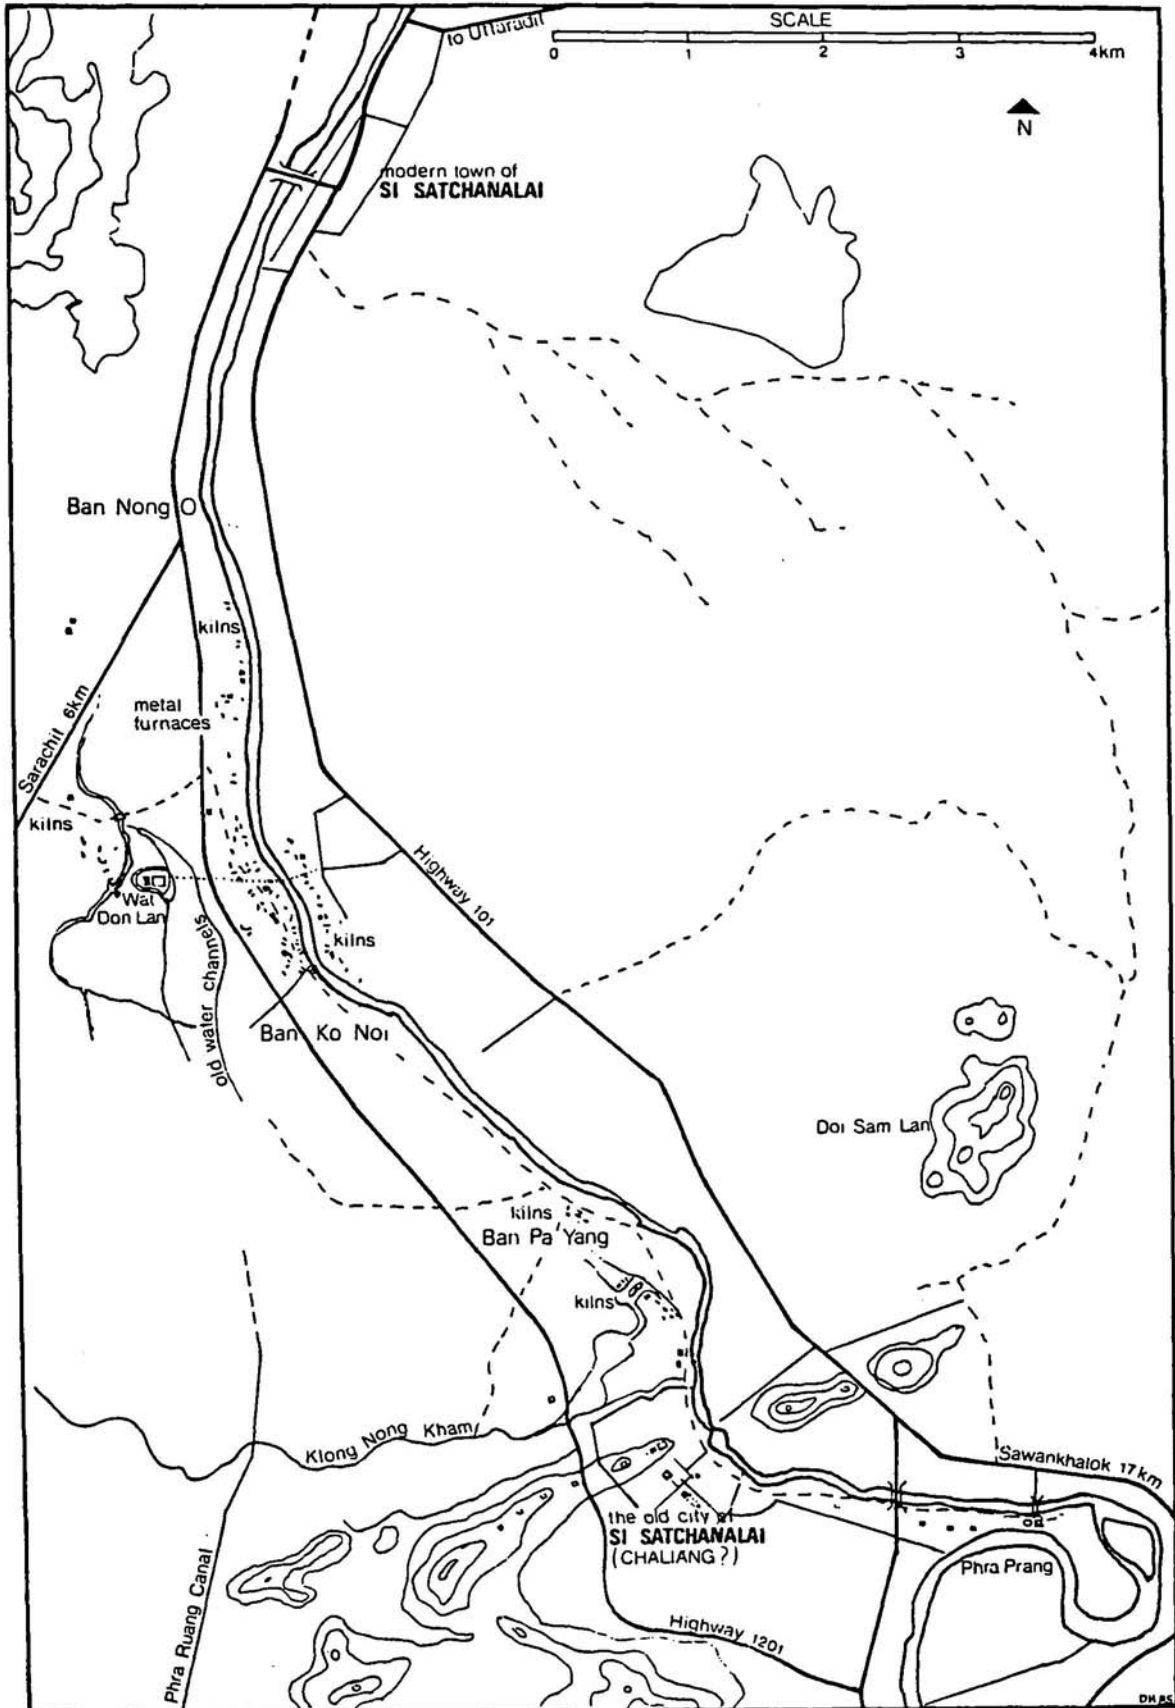 SCALE
0 1 2 3 4km
to Uttaradit
N
modern town of
SI SATCHANALAI
Ban Nong O
kilns
metal
furnaces
Sarachit 6km
kilns
Wat
Don Lan
old water channels
kilns
Highway 101
Ban Ko Noi
Doi Sam Lan
kilns
Ban Pa Yang
kilns
Klong Nong Kham
Sawankhalok 17km
the old city of
SI SATCHANALAI
(CHALIANG?)
Phra Prang
Phra Ruang Canal
Highway 1201